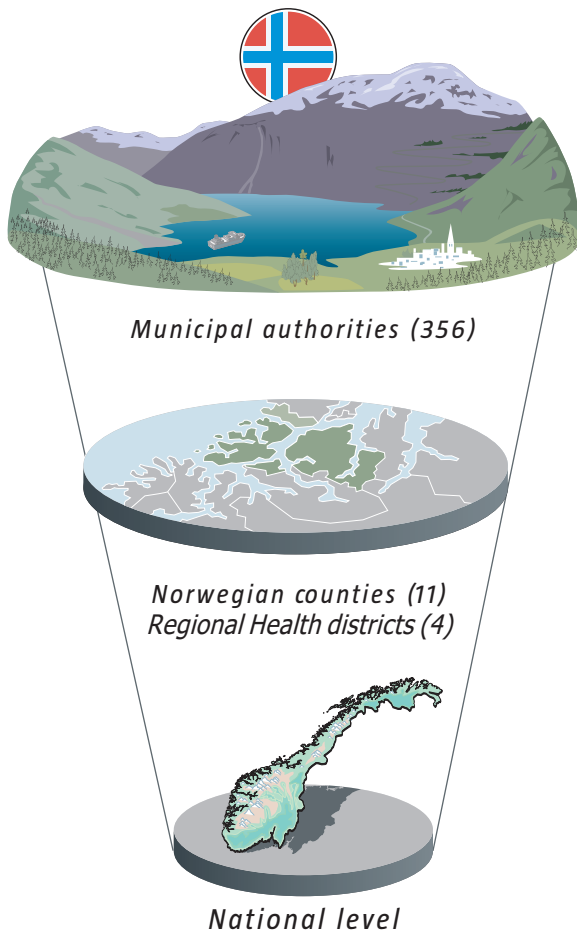 Municipal authorities (356)
Norwegian counties (11)
Regional Health districts (4)
National level